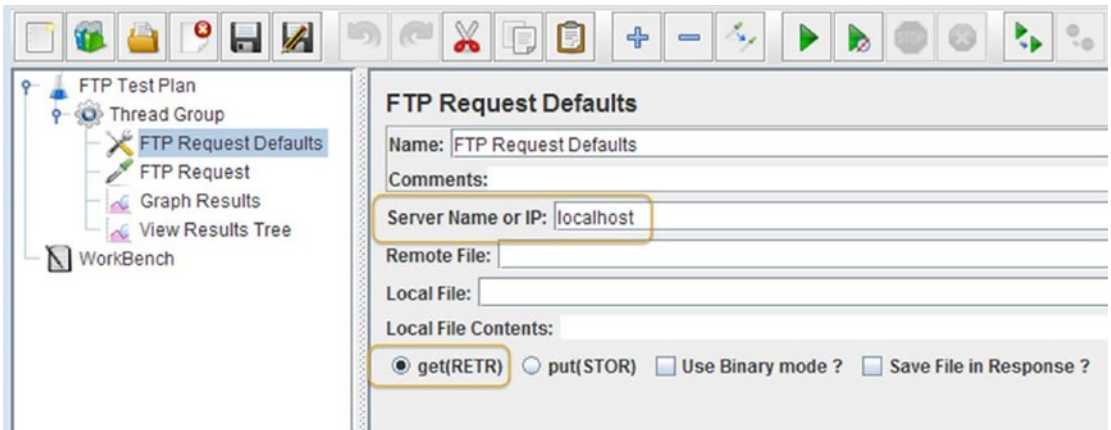 STOP
FTP Test Plan
Thread Group
FTP Request Defaults
FTP Request
Graph Results
View Results Tree
WorkBench
FTP Request Defaults
Name: FTP Request Defaults
Comments:
Server Name or IP: localhost
Remote File:
Local File:
Local File Contents:
get(RETR) put(STOR) Use Binary mode ? Save File in Response ?